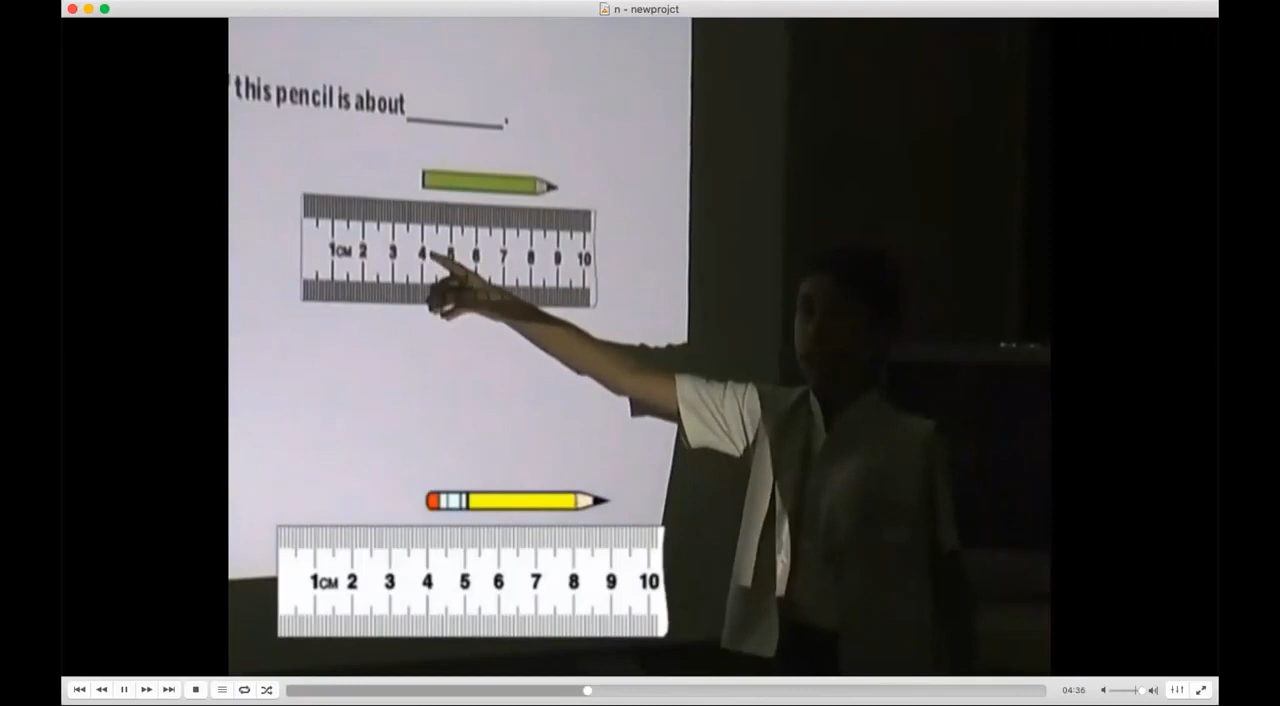 n - newprojct
this pencil is about ______.
1CM 2 3 4 5 6 7 8 9 10
1CM 2 3 4 5 6 7 8 9 10
04:36